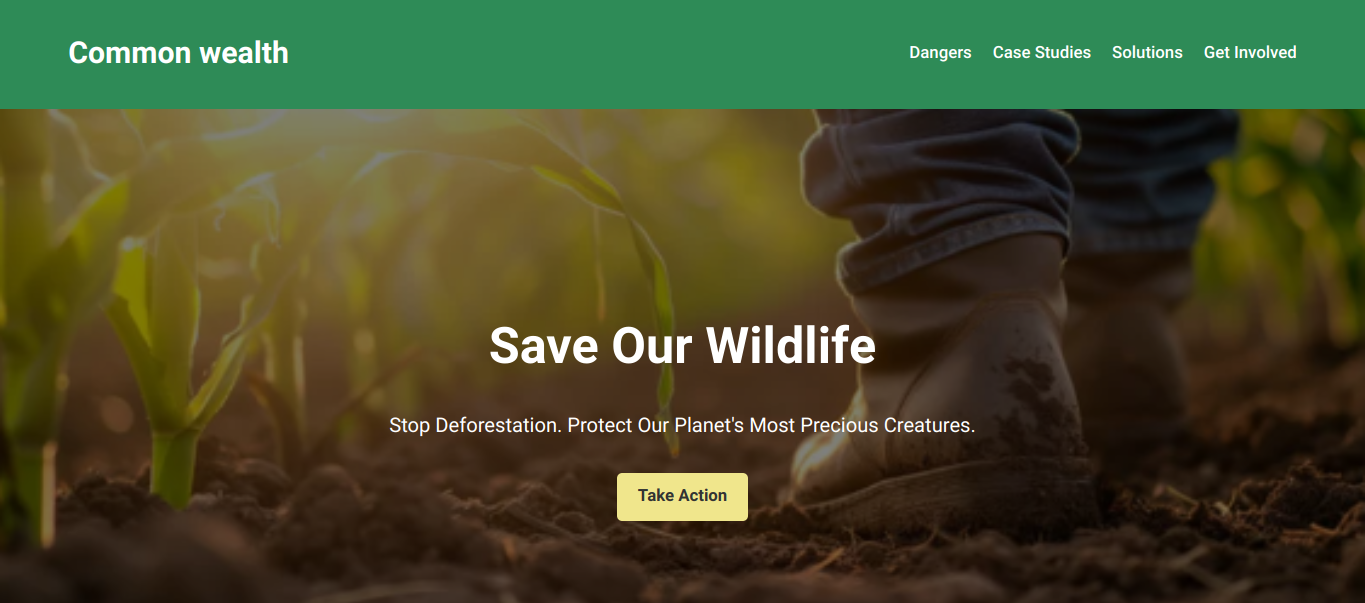 Common wealth
Dangers Case Studies Solutions Get Involved
Save Our Wildlife
Stop Deforestation. Protect Our Planet's Most Precious Creatures.
Take Action